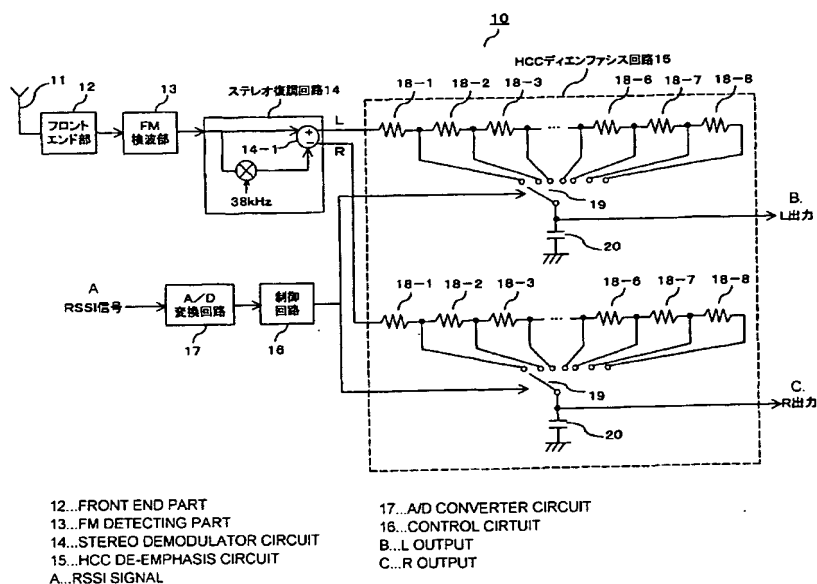 10
HCCディエンファシス回路15
11
12
13
ステレオ復調回路14
18-1
18-2
18-3
18-6
18-7
18-8
フロント
エンド部
FM
検波部
L
14-1
R
38kHz
19
B.
L出力
20
A
RSSI信号
A/D
変換回路
制御
回路
17
16
18-1
18-2
18-3
18-6
18-7
18-8
19
C.
R出力
20
12...FRONT END PART
13...FM DETECTING PART
14...STEREO DEMODULATOR CIRCUIT
15...HCC DE-EMPHASIS CIRCUIT
A...RSSI SIGNAL
17...A/D CONVERTER CIRCUIT
16...CONTROL CIRTUIT
B...L OUTPUT
C...R OUTPUT